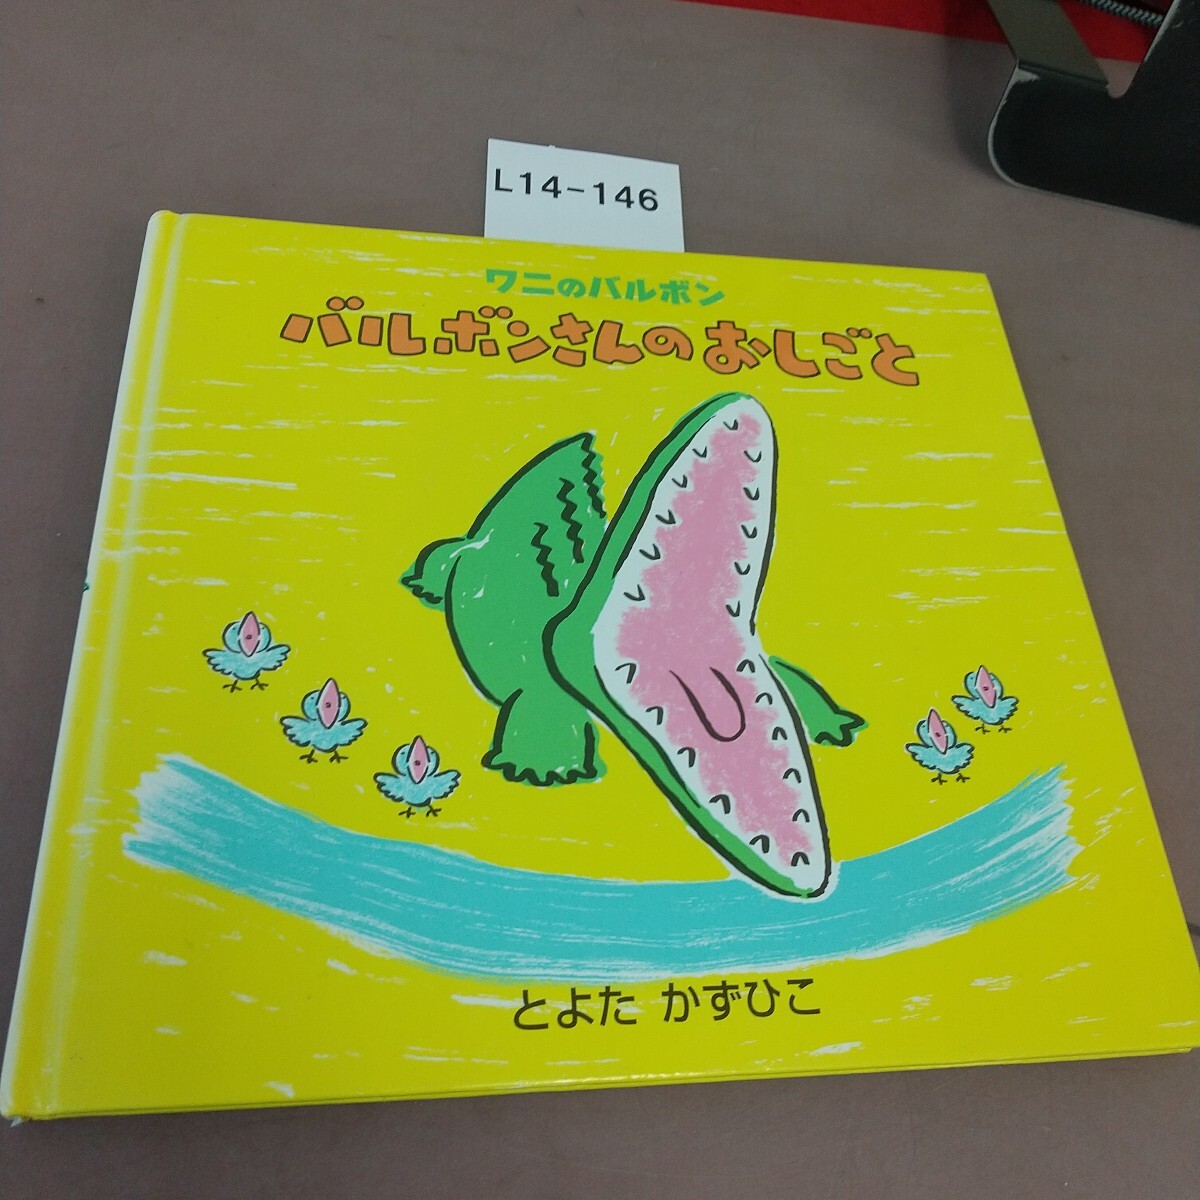 L14-146
ワニのバルボン
バルボンさんのおしごと
とよた かずひこ